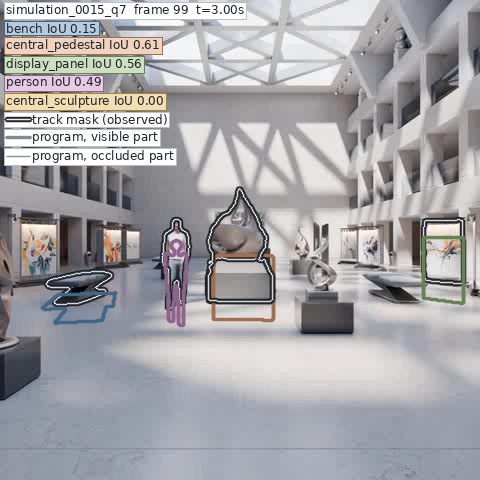 simulation_0015_q7  frame 99  t=3.00s
bench IoU 0.15
central_pedestal IoU 0.61
display_panel IoU 0.56
person IoU 0.49
central_sculpture IoU 0.00
track mask (observed)
program, visible part
program, occluded part